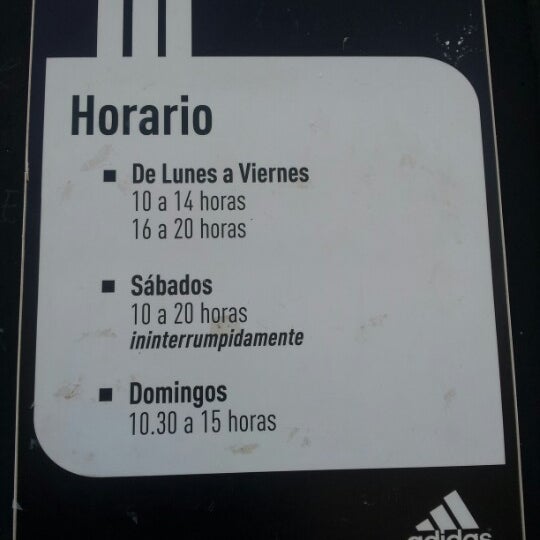 Horario
De Lunes a Viernes
10 a 14 horas
16 a 20 horas
Sábados
10 a 20 horas
ininterrumpidamente
Domingos
10.30 a 15 horas
adidas